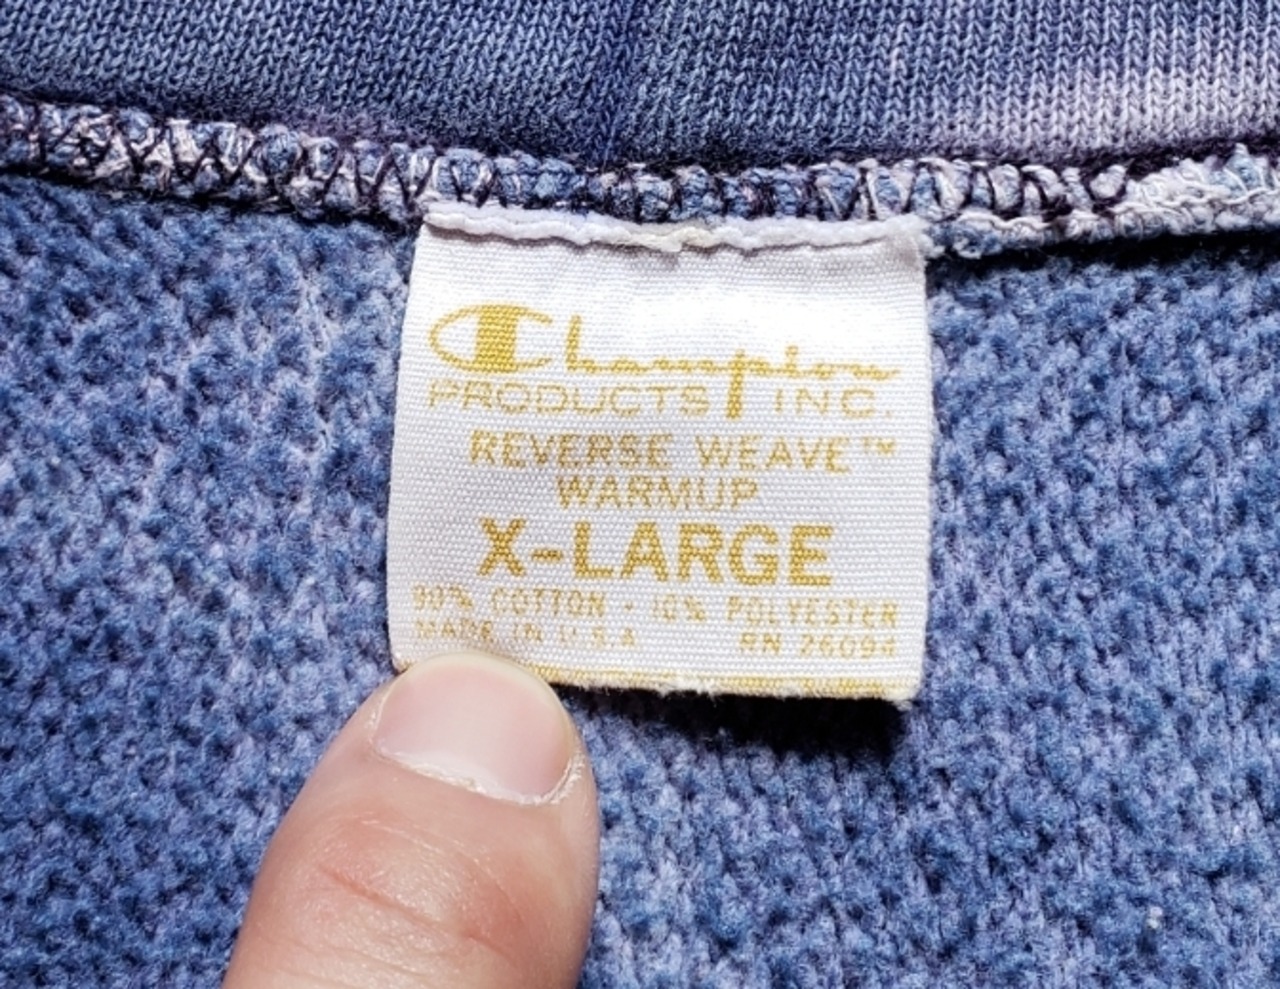 Champion
PRODUCTS INC.
REVERSE WEAVE™
WARMUP
X-LARGE
90% COTTON - 10% POLYESTER
MADE IN U.S.A RN 26094